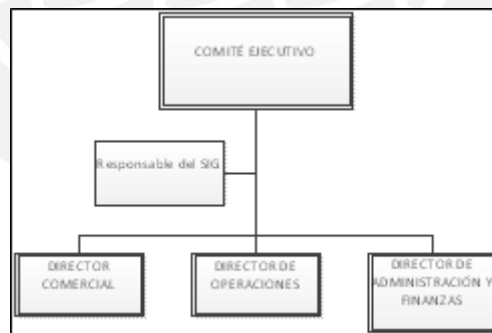 COMITÉ EJECUTIVO
Responsable del SIG
DIRECTOR
COMERCIAL
DIRECTOR DE
OPERACIONES
DIRECTOR DE
ADMINISTRACIÓN Y
FINANZAS